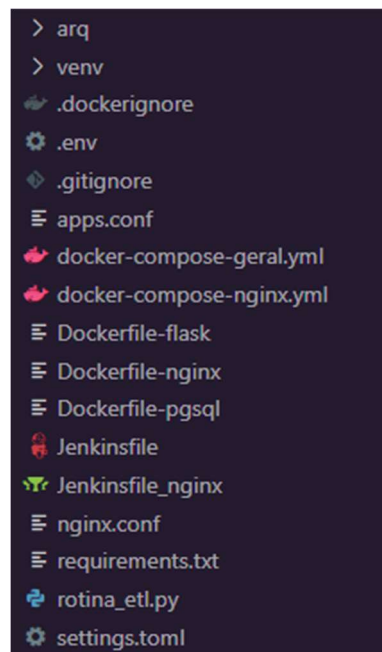 arq
venv
.dockerignore
.env
.gitignore
apps.conf
docker-compose-geral.yml
docker-compose-nginx.yml
Dockerfile-flask
Dockerfile-nginx
Dockerfile-pgsql
Jenkinsfile
Jenkinsfile_nginx
nginx.conf
requirements.txt
rotina_etl.py
settings.toml